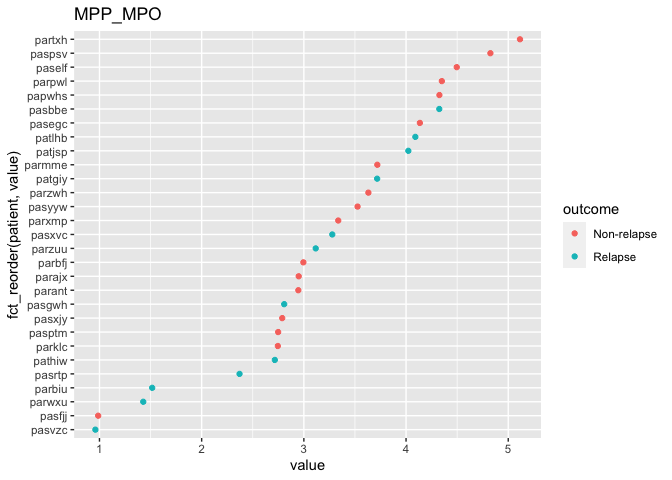 MPP_MPO
fct_reorder(patient, value)
partxh
paspsv
paself
parpwl
papwhs
pasbbe
pasegc
patlhb
patjsp
parmme
patgiy
parzwh
pasyyw
parxmp
pasxvc
parzuu
parbfj
parajx
parant
pasgwh
pasxjy
pasptm
parklc
pathiw
pasrtp
parbiu
parwxu
pasfjj
pasvzc
1 2 3 4 5
value
outcome
Non-relapse
Relapse